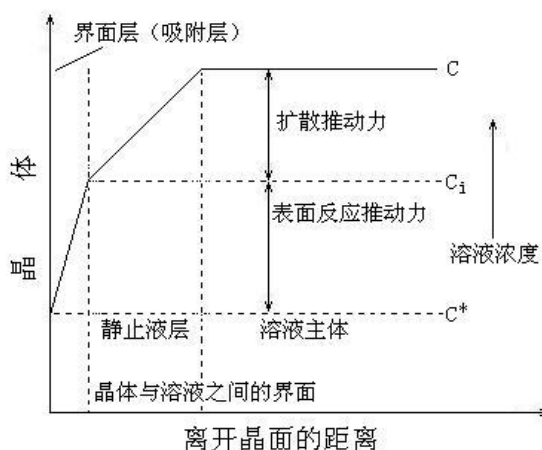 界面层（吸附层）
C
扩散推动力
Ci
表面反应推动力
溶液浓度
C*
静止液层
溶液主体
晶体与溶液之间的界面
晶体
离开晶面的距离